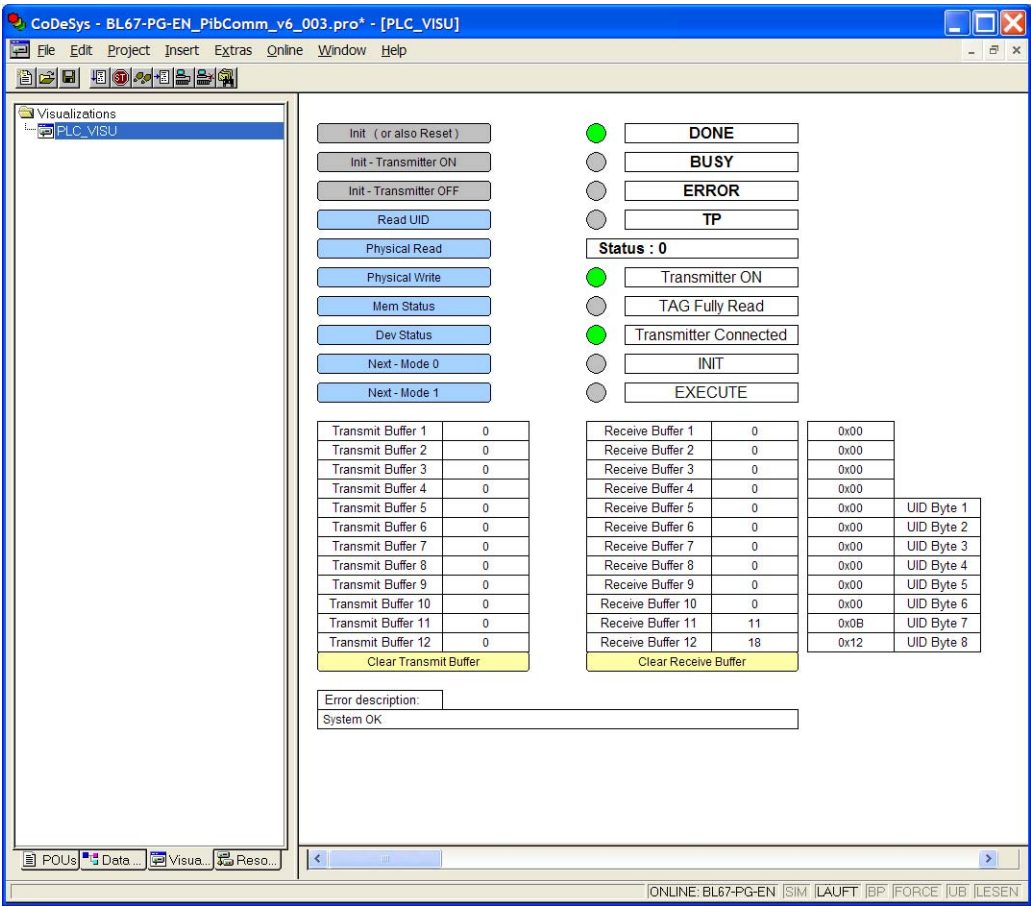 CoDeSys - BL67-PG-EN_PibComm_v6_003.pro* - [PLC_VISU]
File Edit Project Insert Extras Online Window Help
Visualizations
PLC_VISU
Init ( or also Reset ) DONE
Init - Transmitter ON BUSY
Init - Transmitter OFF ERROR
Read UID TP
Physical Read Status : 0
Physical Write Transmitter ON
Mem Status TAG Fully Read
Dev Status Transmitter Connected
Next - Mode 0 INIT
Next - Mode 1 EXECUTE
Transmit Buffer 1 0 Receive Buffer 1 0 0x00
Transmit Buffer 2 0 Receive Buffer 2 0 0x00
Transmit Buffer 3 0 Receive Buffer 3 0 0x00
Transmit Buffer 4 0 Receive Buffer 4 0 0x00
Transmit Buffer 5 0 Receive Buffer 5 0 0x00 UID Byte 1
Transmit Buffer 6 0 Receive Buffer 6 0 0x00 UID Byte 2
Transmit Buffer 7 0 Receive Buffer 7 0 0x00 UID Byte 3
Transmit Buffer 8 0 Receive Buffer 8 0 0x00 UID Byte 4
Transmit Buffer 9 0 Receive Buffer 9 0 0x00 UID Byte 5
Transmit Buffer 10 0 Receive Buffer 10 0 0x00 UID Byte 6
Transmit Buffer 11 0 Receive Buffer 11 11 0x0B UID Byte 7
Transmit Buffer 12 0 Receive Buffer 12 18 0x12 UID Byte 8
Clear Transmit Buffer Clear Receive Buffer
Error description:
System OK
POUs Data ... Visua... Reso...
ONLINE: BL67-PG-EN SIM LÄUFT BP FORCE UB LESEN